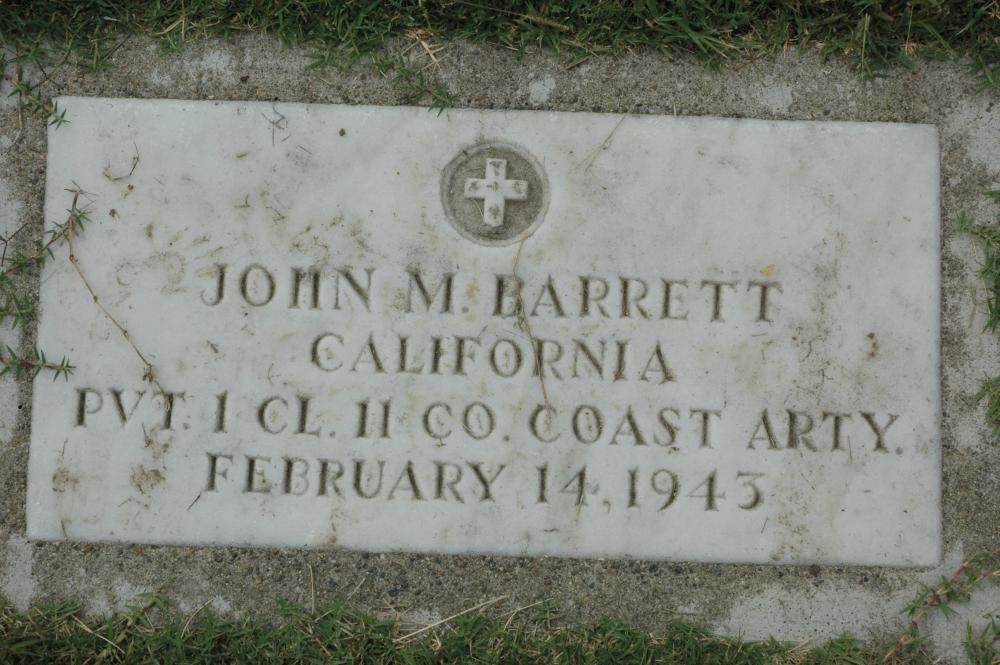 JOHN M. BARRETT
CALIFORNIA
PVT. 1 CL. 11 CO. COAST ARTY.
FEBRUARY 14, 1943